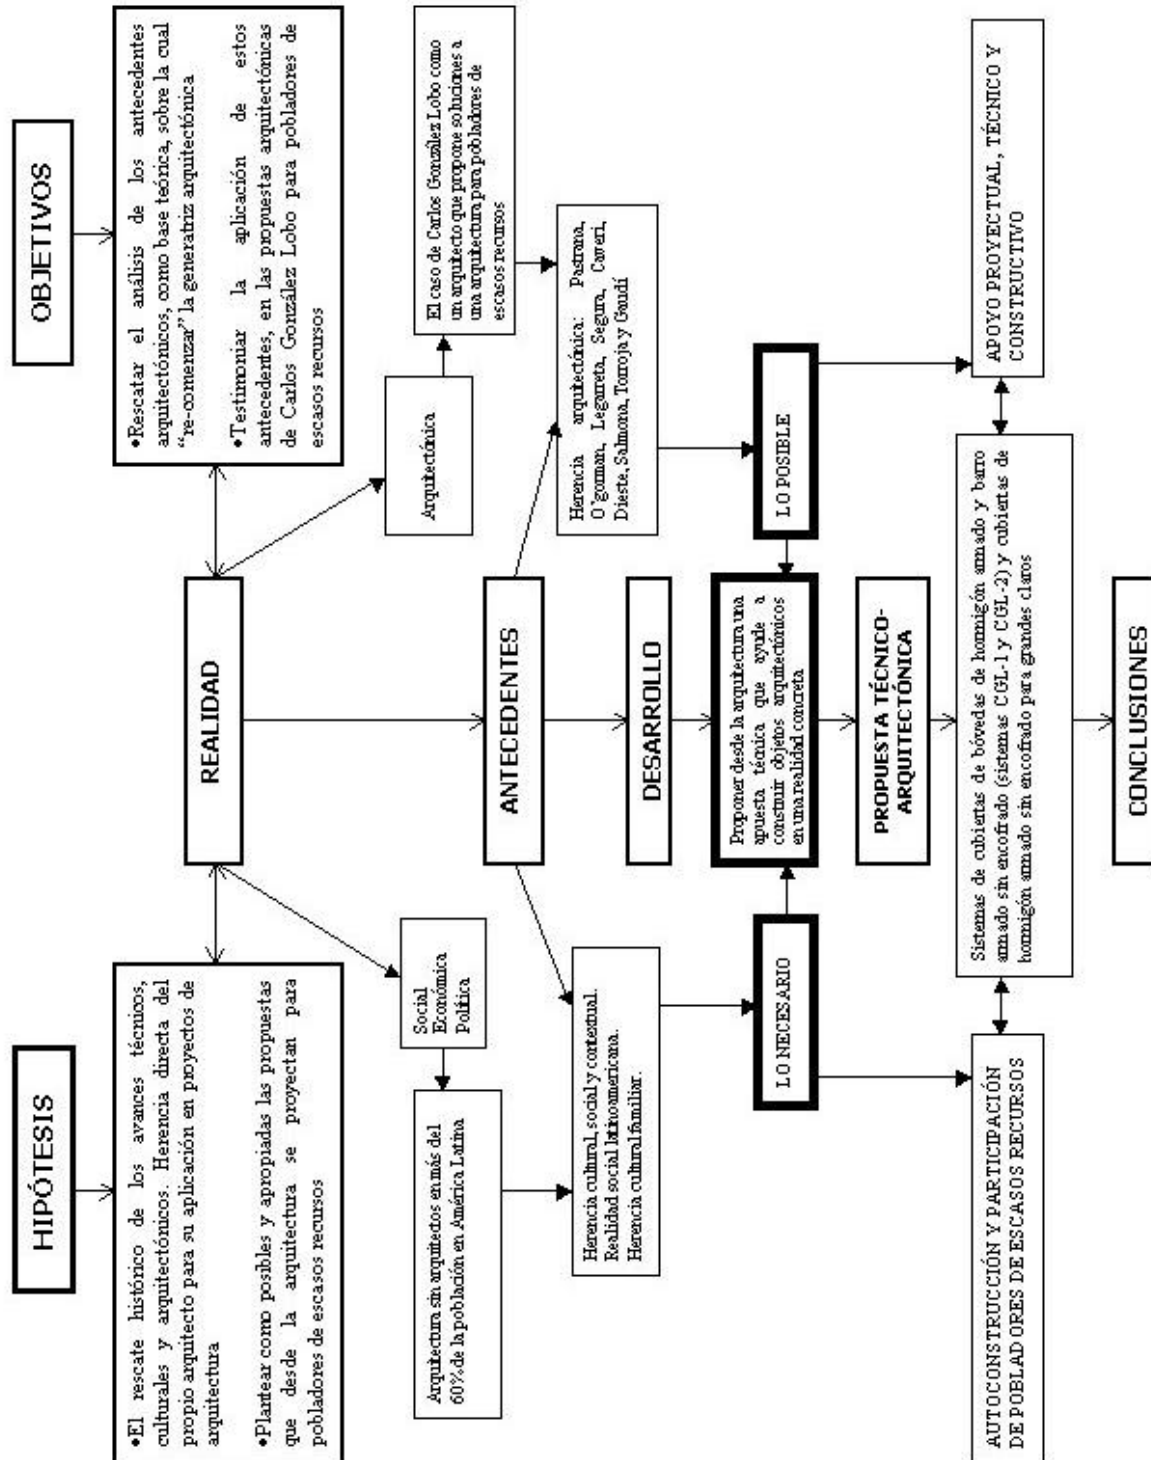 HIPÓTESIS
•El rescate histórico de los avances técnicos,
culturales y arquitectónicos. Herencia directa del
propio arquitecto para su aplicación en proyectos de
arquitectura
•Plantear como posibles y apropiadas las propuestas
que desde la arquitectura se proyectan para
pobladores de escasos recursos
REALIDAD
OBJETIVOS
•Rescatar el análisis de los antecedentes
arquitectónicos, como base teórica, sobre la cual
“re-comenzar” la generatriz arquitectónica
•Testimoniar la aplicación de estos
antecedentes, en las propuestas arquitectónicas
de Carlos González Lobo para pobladores de
escasos recursos
Social
Económica
Política
Arquitectura sin arquitectos en más del
60% de la población en América Latina
Arquitectónica
El caso de Carlos González Lobo como
un arquitecto que propone soluciones a
una arquitectura para pobladores de
escasos recursos
ANTECEDENTES
Herencia cultural, social y contextual.
Realidad social latinoamericana.
Herencia cultural familiar.
Herencia arquitectónica: Pastrana,
O´gorman, Legarreta, Segura, Caveri,
Dieste, Salmona, Torroja y Gaudí
DESARROLLO
LO NECESARIO
Proponer desde la arquitectura una
apuesta técnica que ayude a
construir objetos arquitectónicos
en una realidad concreta
LO POSIBLE
PROPUESTA TÉCNICO-
ARQUITECTÓNICA
AUTOCONSTRUCCIÓN Y PARTICIPACIÓN
DE POBLADORES DE ESCASOS RECURSOS
Sistemas de cubiertas de bóvedas de hormigón armado y barro
armado sin encofrado (sistemas CGL-1 y CGL-2) y cubiertas de
hormigón armado sin encofrado para grandes claros
APOYO PROYECTUAL, TÉCNICO Y
CONSTRUCTIVO
CONCLUSIONES